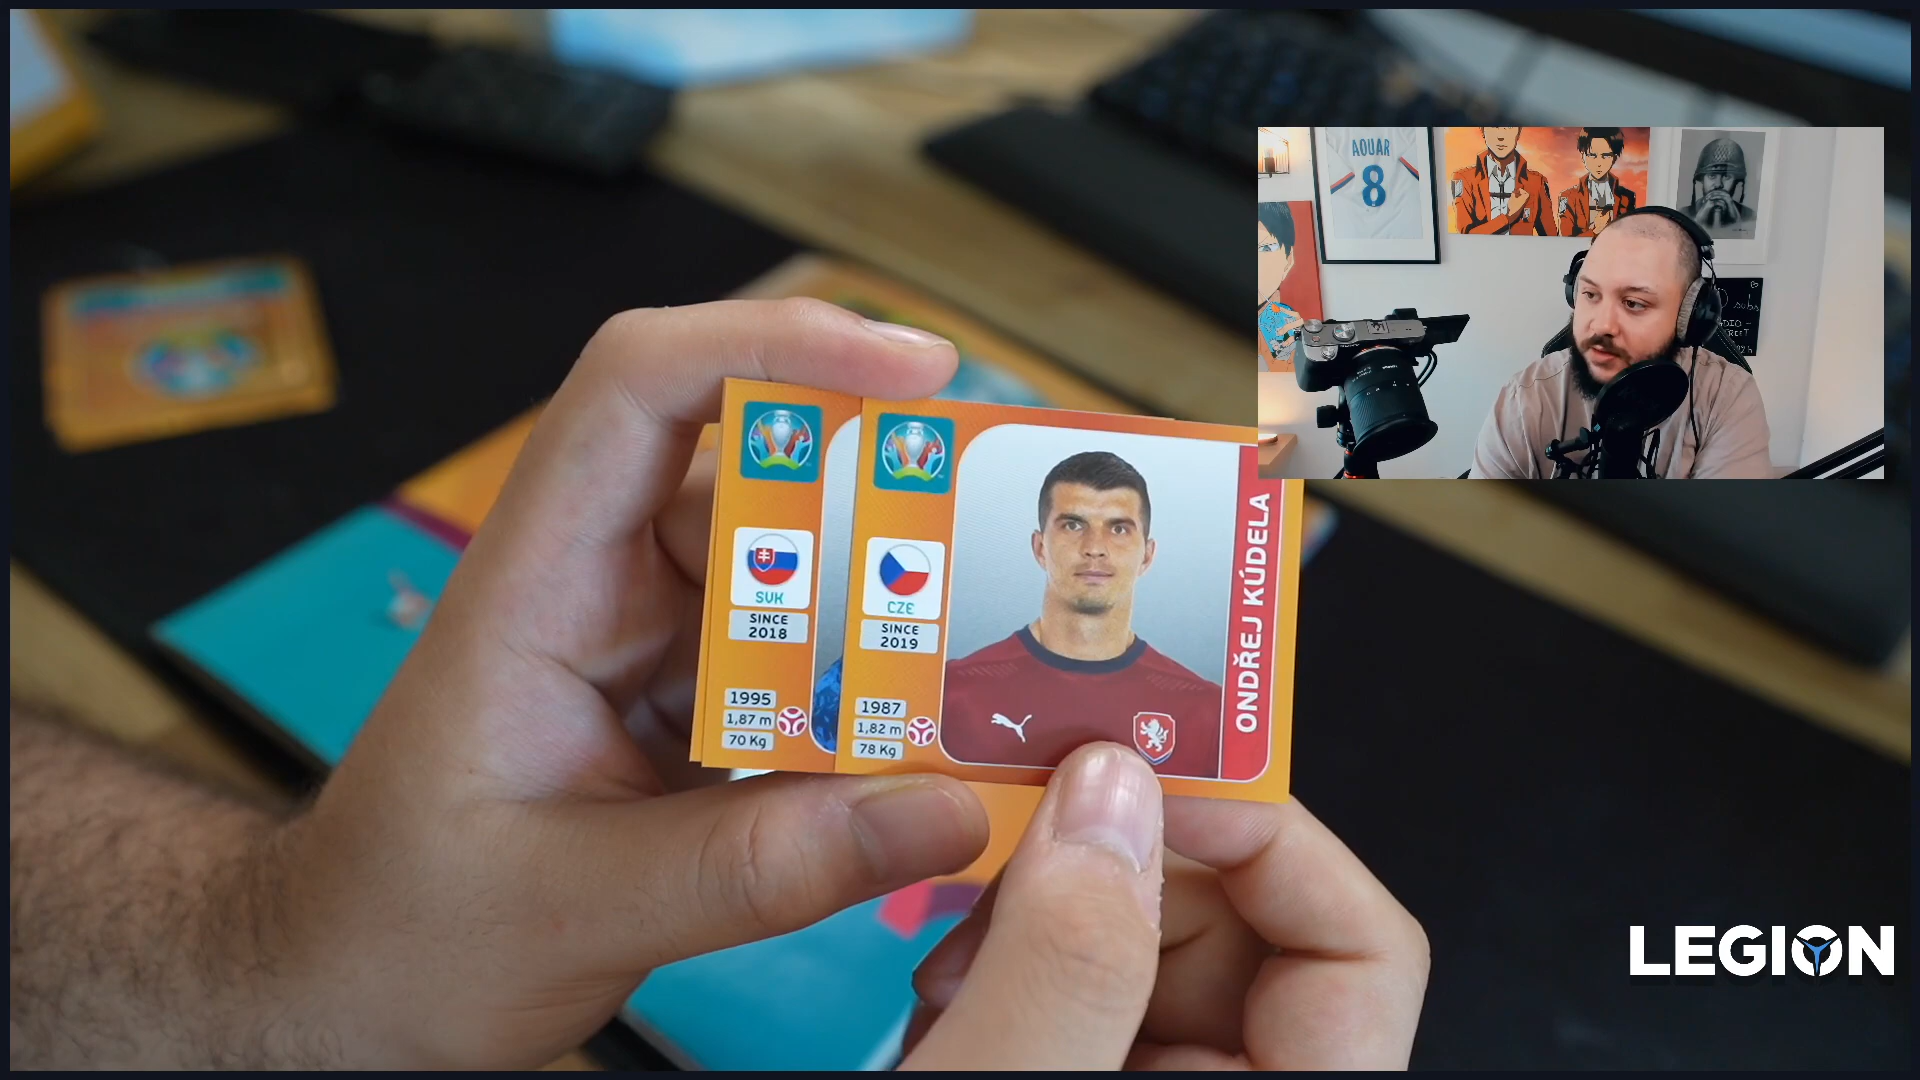 SVK
SINCE
2018
1995
1,87 m
70 Kg
CZE
SINCE
2019
1987
1,82 m
78 Kg
ONDŘEJ KÚDELA
AOUAR
8
subs
LEGION